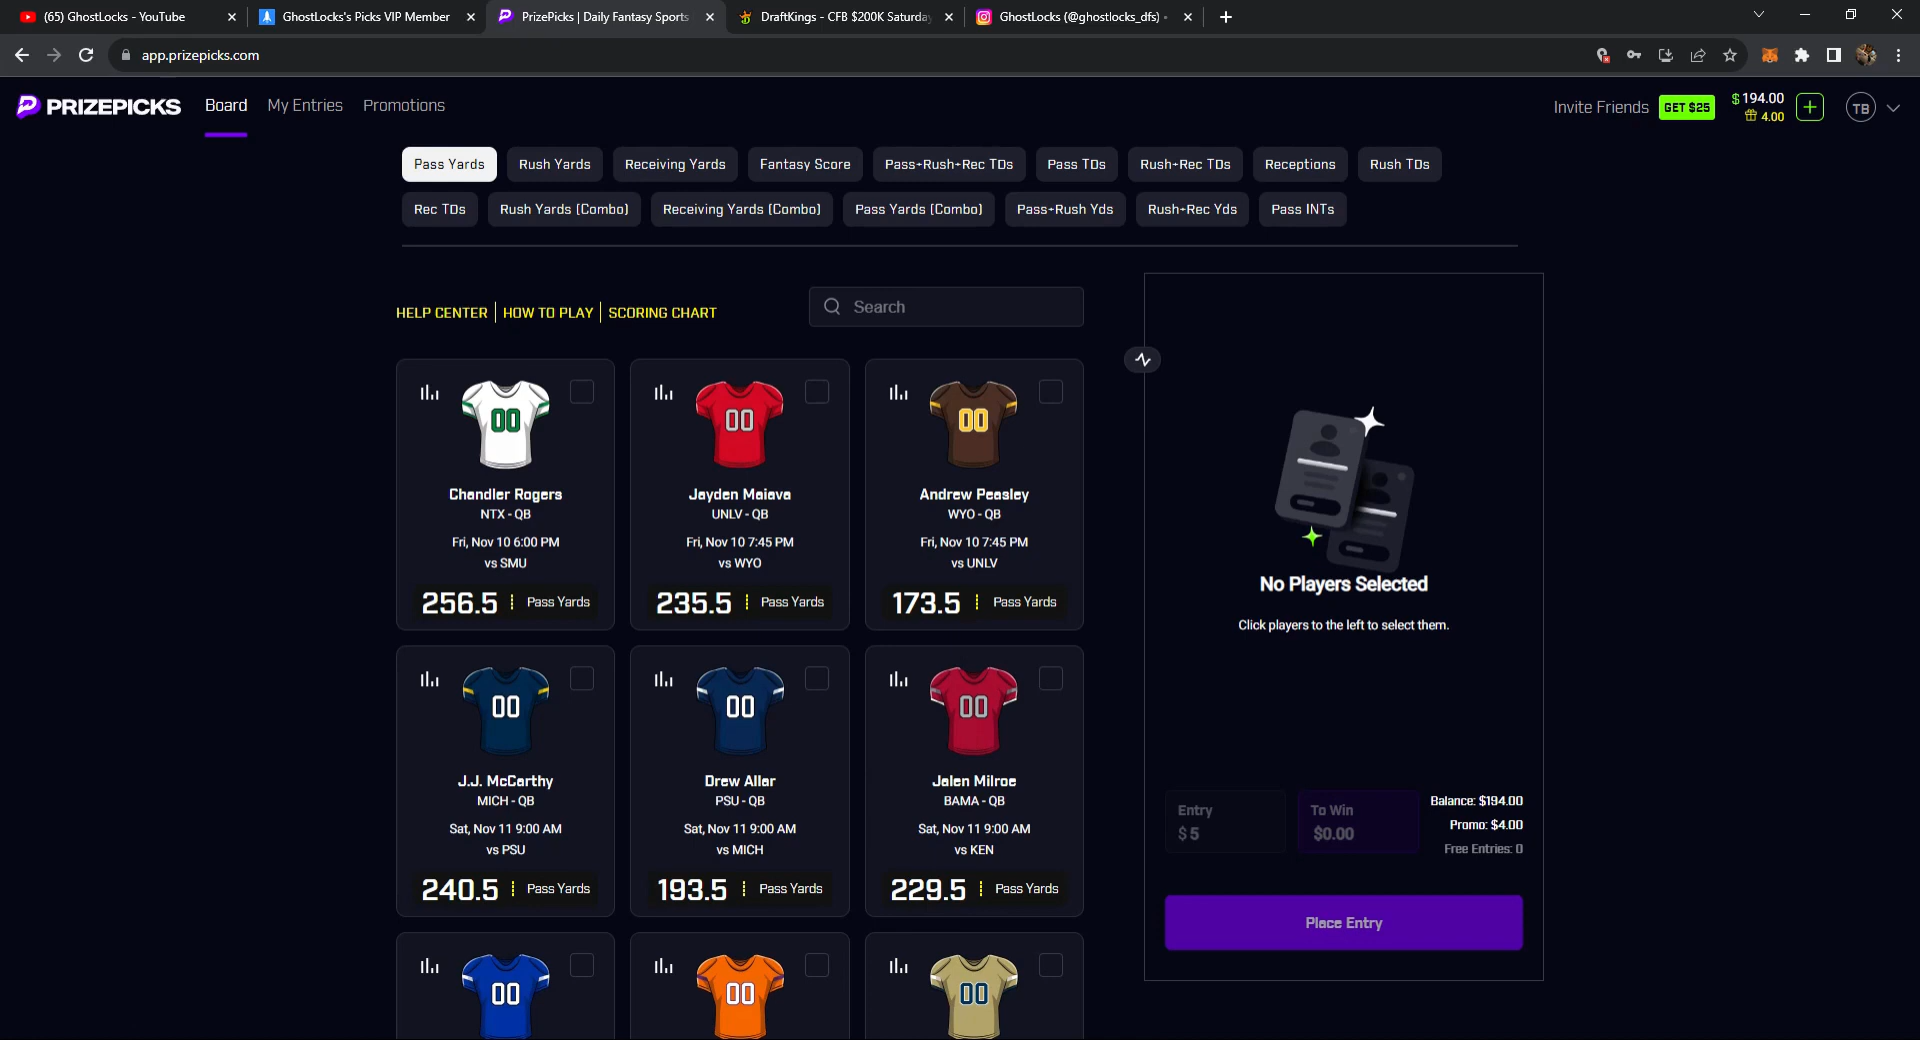 (65) GhostLocks - YouTube
GhostLocks's Picks VIP Member
PrizePicks | Daily Fantasy Sports
DraftKings - CFB $200K Saturday
GhostLocks (@ghostlocks_dfs) •
app.prizepicks.com
PRIZEPICKS
Board
My Entries
Promotions
Invite Friends
GET $25
$ 194.00
4.00
TB
Pass Yards
Rush Yards
Receiving Yards
Fantasy Score
Pass+Rush+Rec TDs
Pass TDs
Rush+Rec TDs
Receptions
Rush TDs
Rec TDs
Rush Yards (Combo)
Receiving Yards (Combo)
Pass Yards (Combo)
Pass+Rush Yds
Rush+Rec Yds
Pass INTs
HELP CENTER
HOW TO PLAY
SCORING CHART
Search
00
Chandler Rogers
NTX - QB
Fri, Nov 10 6:00 PM
vs SMU
256.5
Pass Yards
00
Jayden Maiava
UNLV - QB
Fri, Nov 10 7:45 PM
vs WYO
235.5
Pass Yards
00
Andrew Peasley
WYO - QB
Fri, Nov 10 7:45 PM
vs UNLV
173.5
Pass Yards
00
J.J. McCarthy
MICH - QB
Sat, Nov 11 9:00 AM
vs PSU
240.5
Pass Yards
00
Drew Allar
PSU - QB
Sat, Nov 11 9:00 AM
vs MICH
193.5
Pass Yards
00
Jalen Milroe
BAMA - QB
Sat, Nov 11 9:00 AM
vs KEN
229.5
Pass Yards
00
00
00
No Players Selected
Click players to the left to select them.
Entry
$ 5
To Win
$0.00
Balance: $194.00
Promo: $4.00
Free Entries: 0
Place Entry